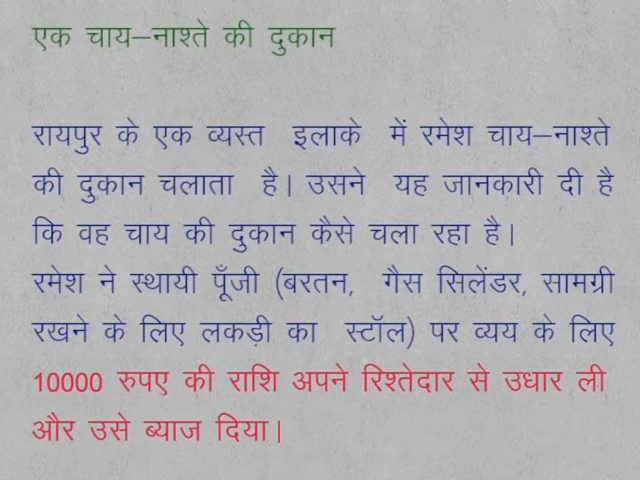 एक चाय–नाश्ते की दुकान
रायपुर के एक व्यस्त इलाके में रमेश चाय–नाश्ते
की दुकान चलाता है। उसने यह जानकारी दी है
कि वह चाय की दुकान कैसे चला रहा है।
रमेश ने स्थायी पूँजी (बरतन, गैस सिलेंडर, सामग्री
रखने के लिए लकड़ी का स्टॉल) पर व्यय के लिए
10000 रुपए की राशि अपने रिश्तेदार से उधार ली
और उसे ब्याज दिया।